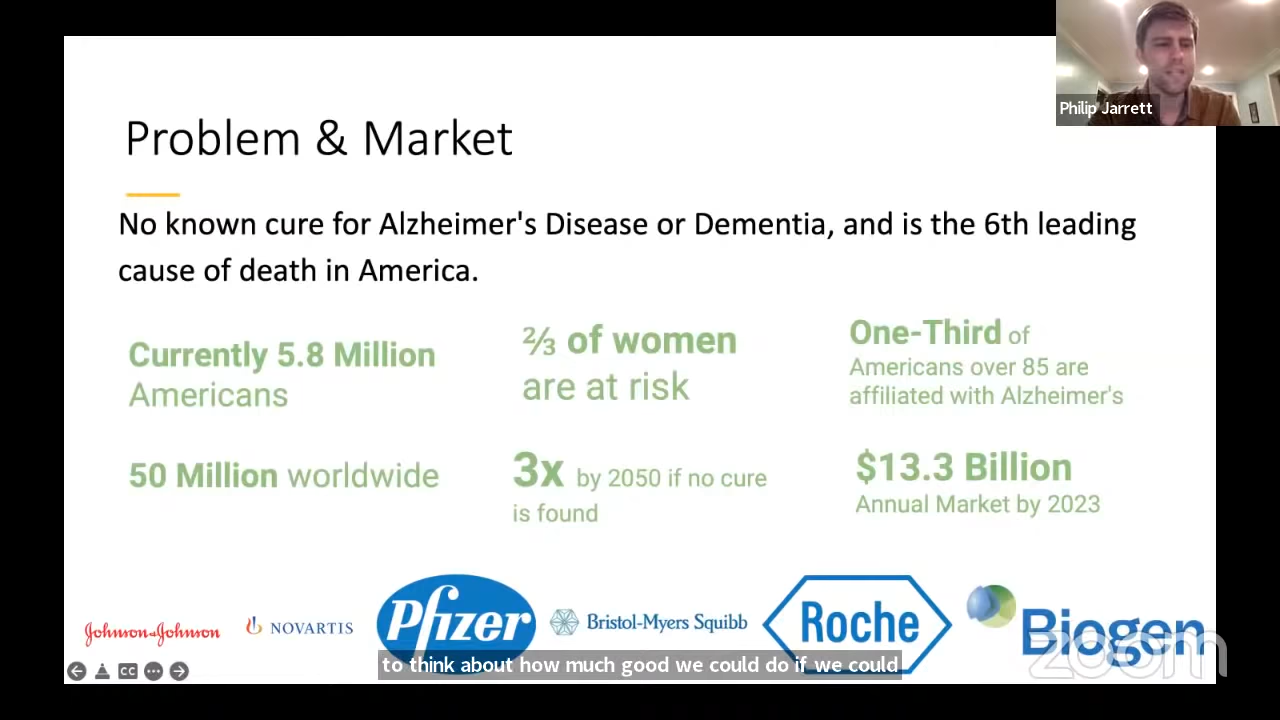 Philip Jarrett
Problem & Market
No known cure for Alzheimer's Disease or Dementia, and is the 6th leading
cause of death in America.
Currently 5.8 Million
Americans
⅔ of women
are at risk
One-Third of
Americans over 85 are
affiliated with Alzheimer's
50 Million worldwide
3x by 2050 if no cure
is found
$13.3 Billion
Annual Market by 2023
Johnson & Johnson
NOVARTIS
Pfizer
Bristol-Myers Squibb
Roche
Biogen
zoom
to think about how much good we could do if we could
CC